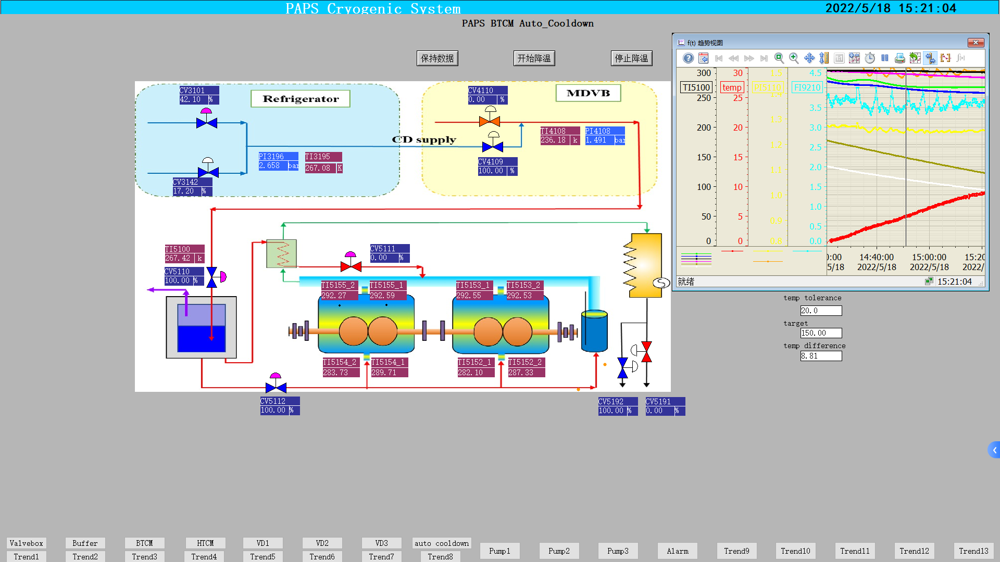 PAPS Cryogenic System
2022/5/18 15:21:04
PAPS BTCM Auto_Cooldown
保持数据
开始降温
停止降温
f(t) 趋势视图
CV3101
42.10 %
Refrigerator
CV4110
0.00 %
MDVB
CD supply
TI4108
236.18 k
PI4108
1.491 bar
PI3196
2.658 bar
TI3195
267.08 K
CV4109
100.00 %
CV3142
17.20 %
TI5100
267.42 k
CV5110
100.00 %
CV5111
0.00 %
TI5155_2
292.27
TI5155_1
292.59
TI5153_1
292.55
TI5153_2
292.53
S
TI5154_2
283.73
TI5154_1
289.71
TI5152_1
282.10
TI5152_2
287.33
CV5112
100.00 %
CV5192
100.00 %
CV5191
0.00 %
300 30 1.5 4.5
TI5100 temp PI5110 FI9210
250 25
3.5
200 20 1.3 3.0
1.2 2.5
150 15 1.1 2.0
100 10 1.0 1.5
50 5 0.9 1.0
0.5
0 0 0.8 0.0
0:00 14:40:00 15:00:00 15:20
5/18 2022/5/18 2022/5/18 2022/
就绪
15:21:04
temp tolerance
20.0
target
150.00
temp difference
8.81
Valvebox Buffer BTCM HTCM VD1 VD2 VD3 auto cooldown
Trend1 Trend2 Trend3 Trend4 Trend5 Trend6 Trend7 Trend8
Pump1 Pump2 Pump3 Alarm Trend9 Trend10 Trend11 Trend12 Trend13